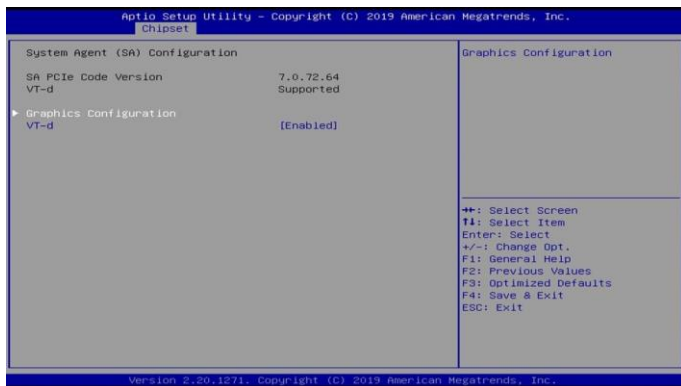 Aptio Setup Utility – Copyright (C) 2019 American Megatrends, Inc.
Chipset
System Agent (SA) Configuration
SA PCIe Code Version 7.0.72.64
VT-d Supported
Graphics Configuration
VT-d [Enabled]
Graphics Configuration
→←: Select Screen
↑↓: Select Item
Enter: Select
+/-: Change Opt.
F1: General Help
F2: Previous Values
F3: Optimized Defaults
F4: Save & Exit
ESC: Exit
Version 2.20.1271. Copyright (C) 2019 American Megatrends, Inc.